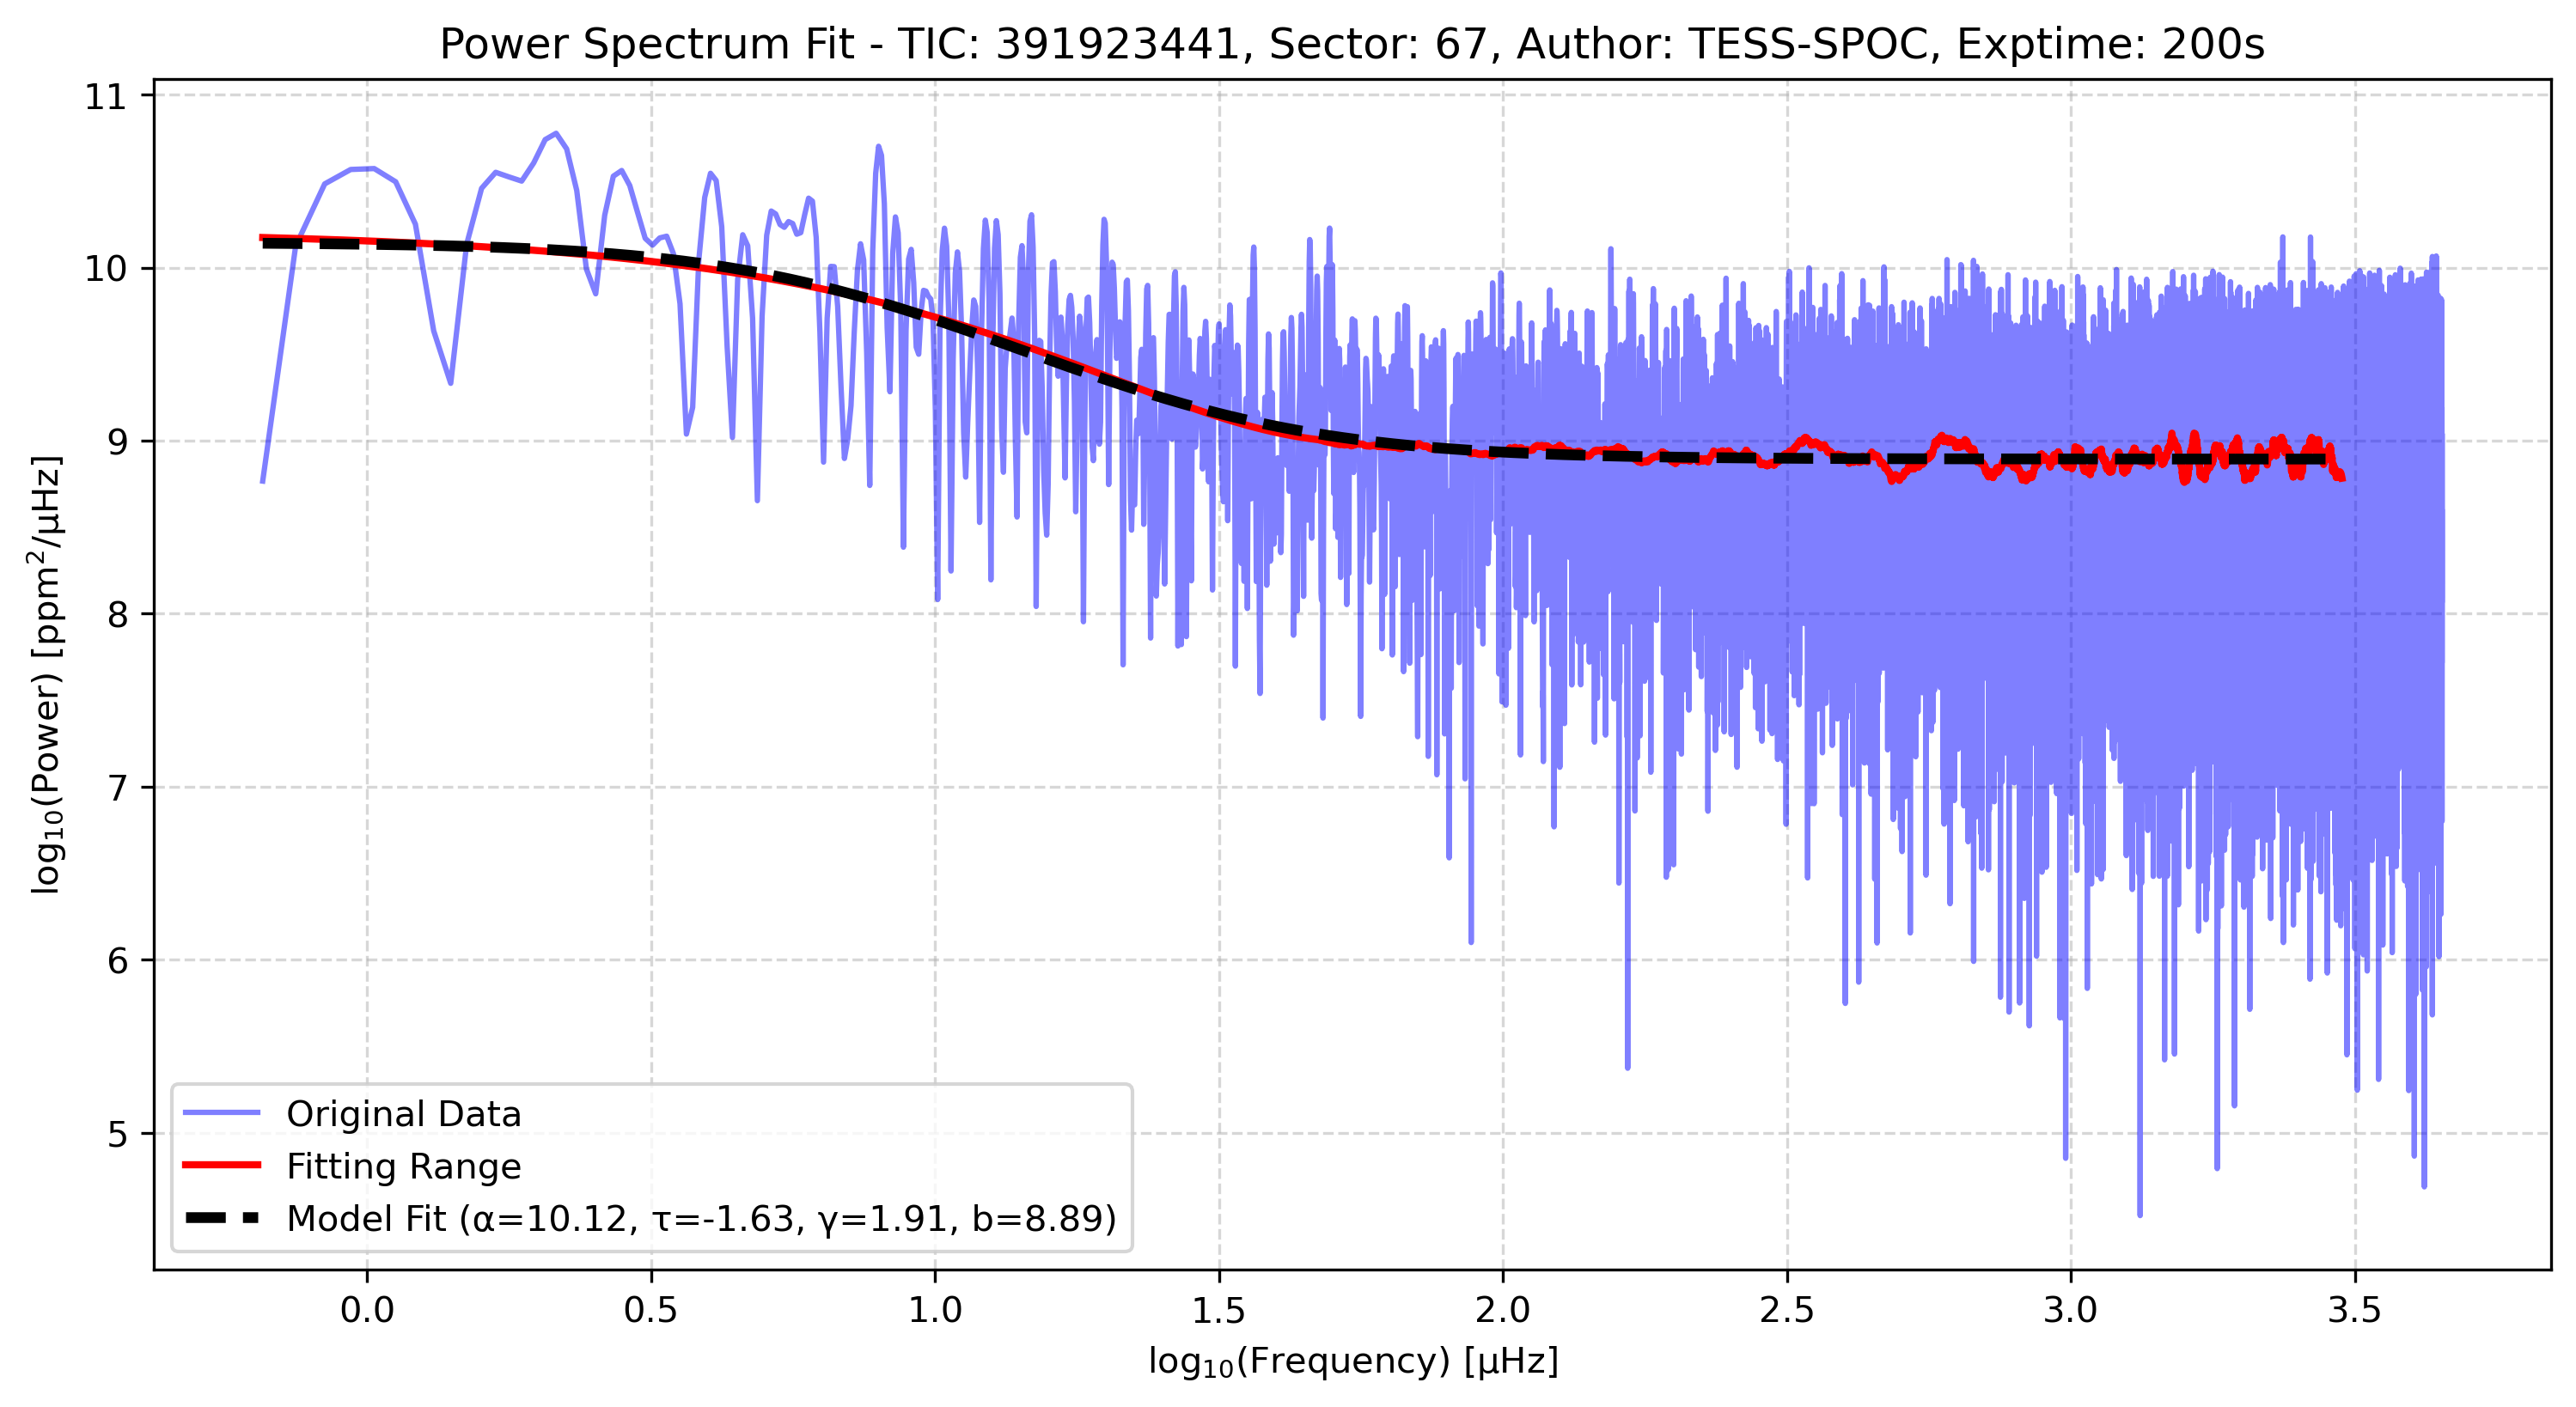 Power Spectrum Fit - TIC: 391923441, Sector: 67, Author: TESS-SPOC, Exptime: 200s
log₁₀(Power) [ppm²/μHz]
11
10
9
8
7
6
5
Original Data
Fitting Range
Model Fit (α=10.12, τ=-1.63, γ=1.91, b=8.89)
0.0 0.5 1.0 1.5 2.0 2.5 3.0 3.5
log₁₀(Frequency) [μHz]